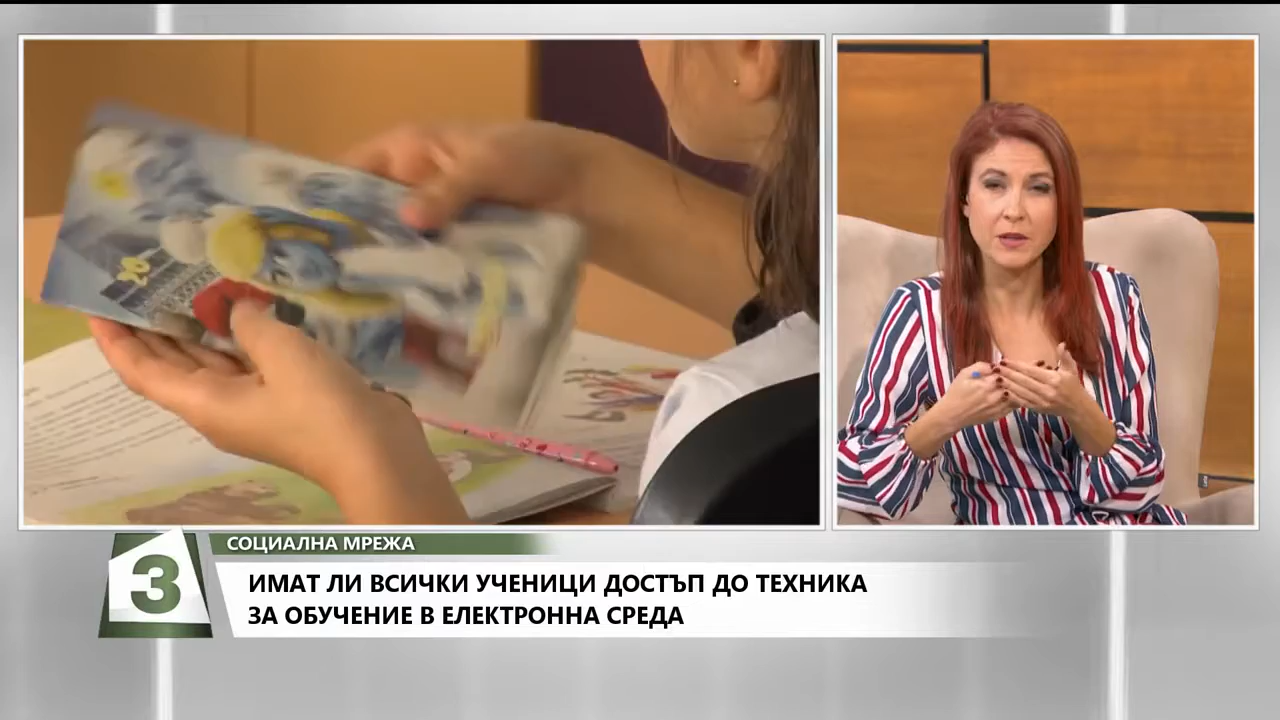 3
СОЦИАЛНА МРЕЖА
ИМАТ ЛИ ВСИЧКИ УЧЕНИЦИ ДОСТЪП ДО ТЕХНИКА
ЗА ОБУЧЕНИЕ В ЕЛЕКТРОННА СРЕДА